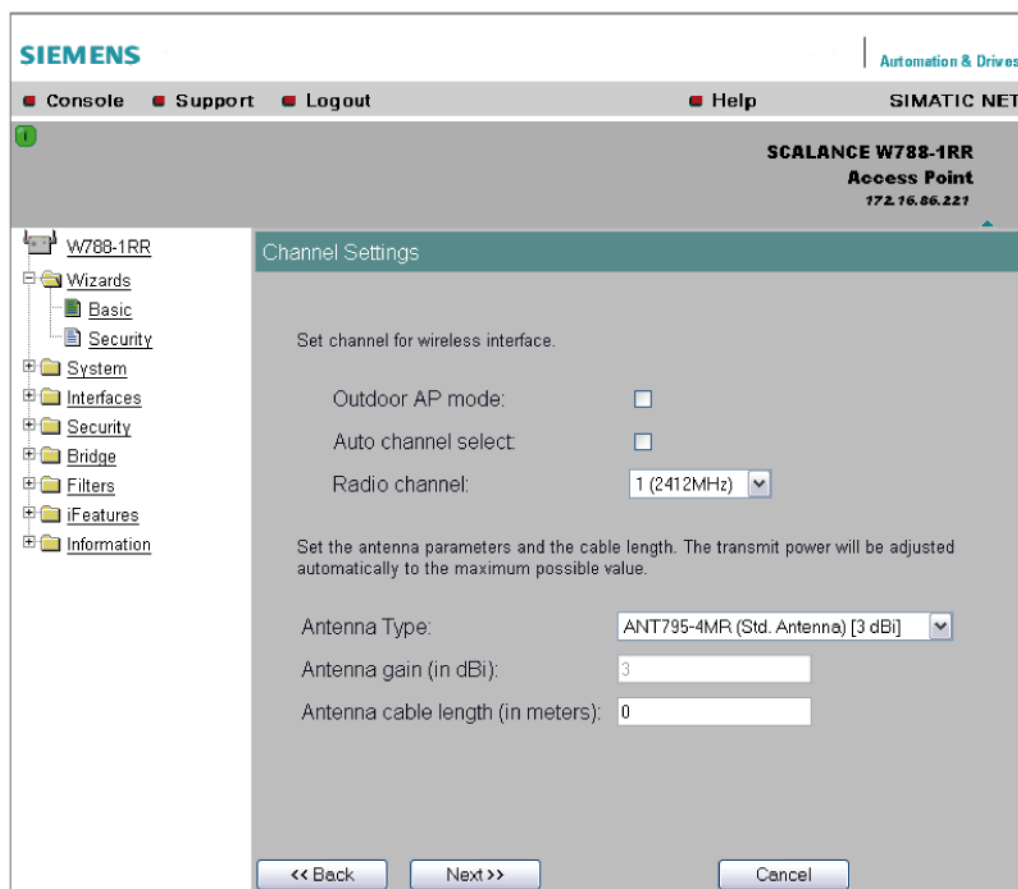 SIEMENS
Automation & Drives
Console Support Logout Help SIMATIC NET
SCALANCE W788-1RR
Access Point
172.16.86.221
W788-1RR
Wizards
Basic
Security
System
Interfaces
Security
Bridge
Filters
iFeatures
Information
Channel Settings
Set channel for wireless interface.
Outdoor AP mode:
Auto channel select:
Radio channel: 1 (2412MHz)
Set the antenna parameters and the cable length. The transmit power will be adjusted
automatically to the maximum possible value.
Antenna Type: ANT795-4MR (Std. Antenna) [3 dBi]
Antenna gain (in dBi): 3
Antenna cable length (in meters): 0
<< Back Next >> Cancel